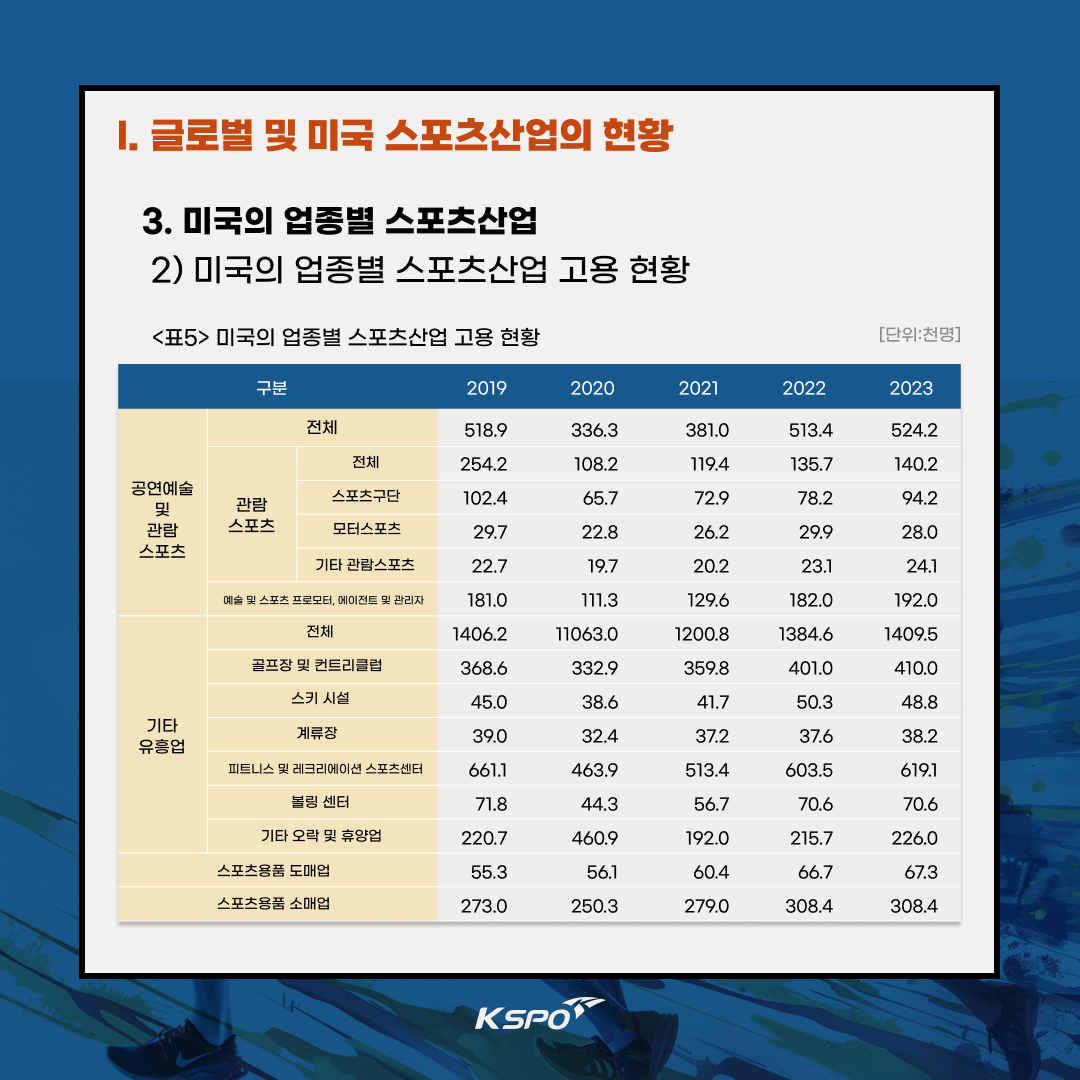 I. 글로벌 및 미국 스포츠산업의 현황
3. 미국의 업종별 스포츠산업
2) 미국의 업종별 스포츠산업 고용 현황
<표5> 미국의 업종별 스포츠산업 고용 현황 [단위:천명]
구분 2019 2020 2021 2022 2023
공연예술
및
관람
스포츠
전체 518.9 336.3 381.0 513.4 524.2
관람
스포츠
전체 254.2 108.2 119.4 135.7 140.2
스포츠구단 102.4 65.7 72.9 78.2 94.2
모터스포츠 29.7 22.8 26.2 29.9 28.0
기타 관람스포츠 22.7 19.7 20.2 23.1 24.1
예술 및 스포츠 프로모터, 에이전트 및 관리자 181.0 111.3 129.6 182.0 192.0
기타
유흥업
전체 1406.2 11063.0 1200.8 1384.6 1409.5
골프장 및 컨트리클럽 368.6 332.9 359.8 401.0 410.0
스키 시설 45.0 38.6 41.7 50.3 48.8
계류장 39.0 32.4 37.2 37.6 38.2
피트니스 및 레크리에이션 스포츠센터 661.1 463.9 513.4 603.5 619.1
볼링 센터 71.8 44.3 56.7 70.6 70.6
기타 오락 및 휴양업 220.7 460.9 192.0 215.7 226.0
스포츠용품 도매업 55.3 56.1 60.4 66.7 67.3
스포츠용품 소매업 273.0 250.3 279.0 308.4 308.4
KSPO